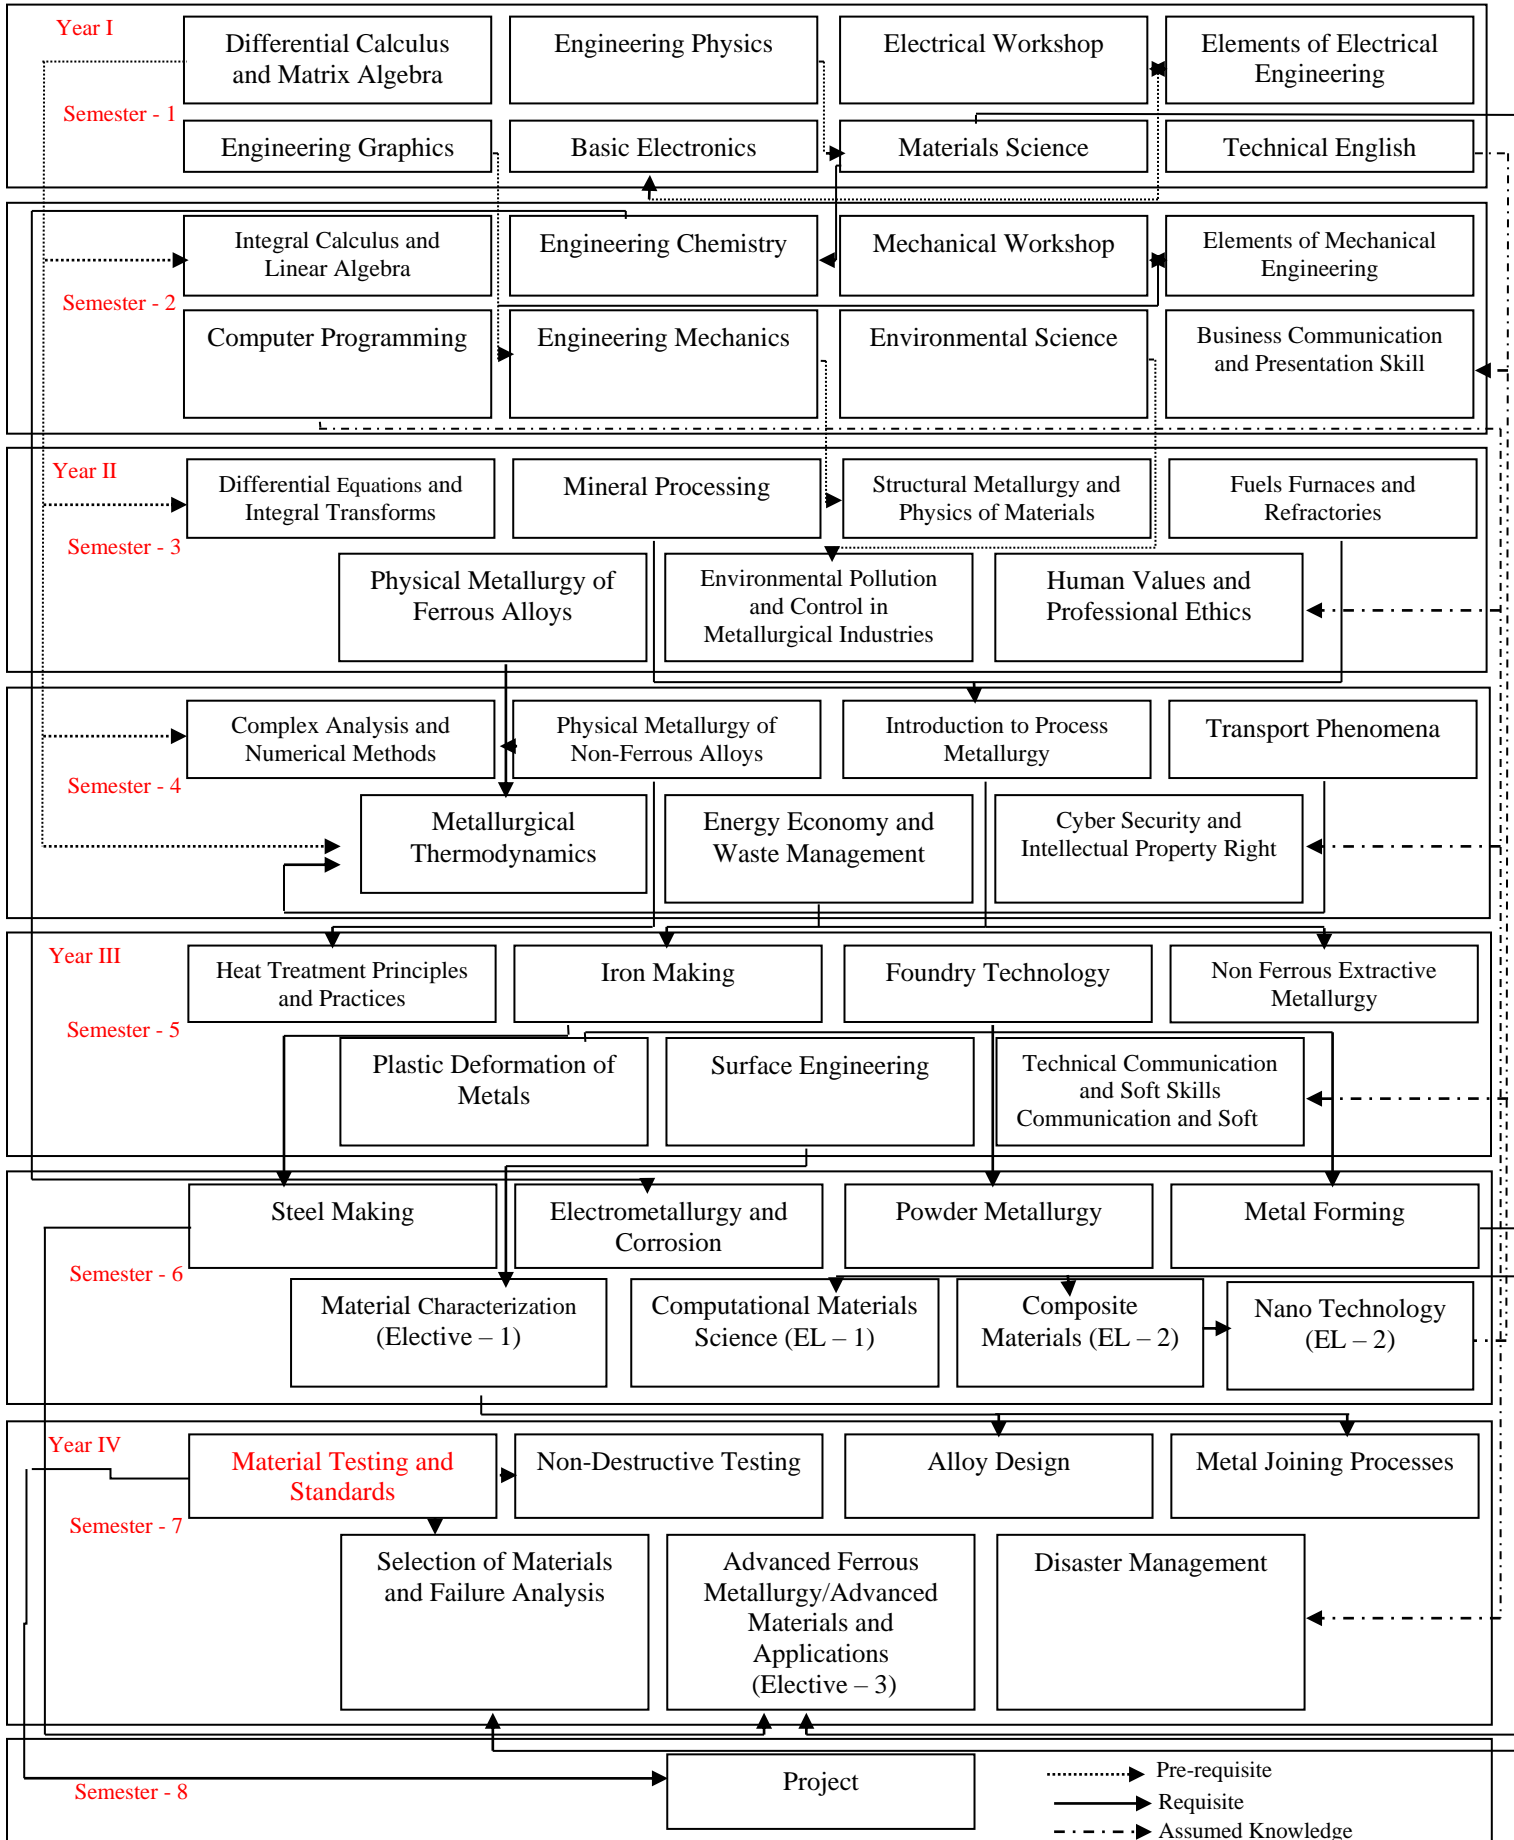 Year I
Differential Calculus
and Matrix Algebra
Engineering Physics
Electrical Workshop
Elements of Electrical
Engineering
Semester - 1
Engineering Graphics
Basic Electronics
Materials Science
Technical English
Integral Calculus and
Linear Algebra
Engineering Chemistry
Mechanical Workshop
Elements of Mechanical
Engineering
Semester - 2
Computer Programming
Engineering Mechanics
Environmental Science
Business Communication
and Presentation Skill
Year II
Differential Equations and
Integral Transforms
Mineral Processing
Structural Metallurgy and
Physics of Materials
Fuels Furnaces and
Refractories
Semester - 3
Physical Metallurgy of
Ferrous Alloys
Environmental Pollution
and Control in
Metallurgical Industries
Human Values and
Professional Ethics
Complex Analysis and
Numerical Methods
Physical Metallurgy of
Non-Ferrous Alloys
Introduction to Process
Metallurgy
Transport Phenomena
Semester - 4
Metallurgical
Thermodynamics
Energy Economy and
Waste Management
Cyber Security and
Intellectual Property Right
Year III
Heat Treatment Principles
and Practices
Iron Making
Foundry Technology
Non Ferrous Extractive
Metallurgy
Semester - 5
Plastic Deformation of
Metals
Surface Engineering
Technical Communication
and Soft Skills
Communication and Soft
Steel Making
Electrometallurgy and
Corrosion
Powder Metallurgy
Metal Forming
Semester - 6
Material Characterization
(Elective – 1)
Computational Materials
Science (EL – 1)
Composite
Materials (EL – 2)
Nano Technology
(EL – 2)
Year IV
Material Testing and
Standards
Non-Destructive Testing
Alloy Design
Metal Joining Processes
Semester - 7
Selection of Materials
and Failure Analysis
Advanced Ferrous
Metallurgy/Advanced
Materials and
Applications
(Elective – 3)
Disaster Management
Semester - 8
Project
Pre-requisite
Requisite
Assumed Knowledge